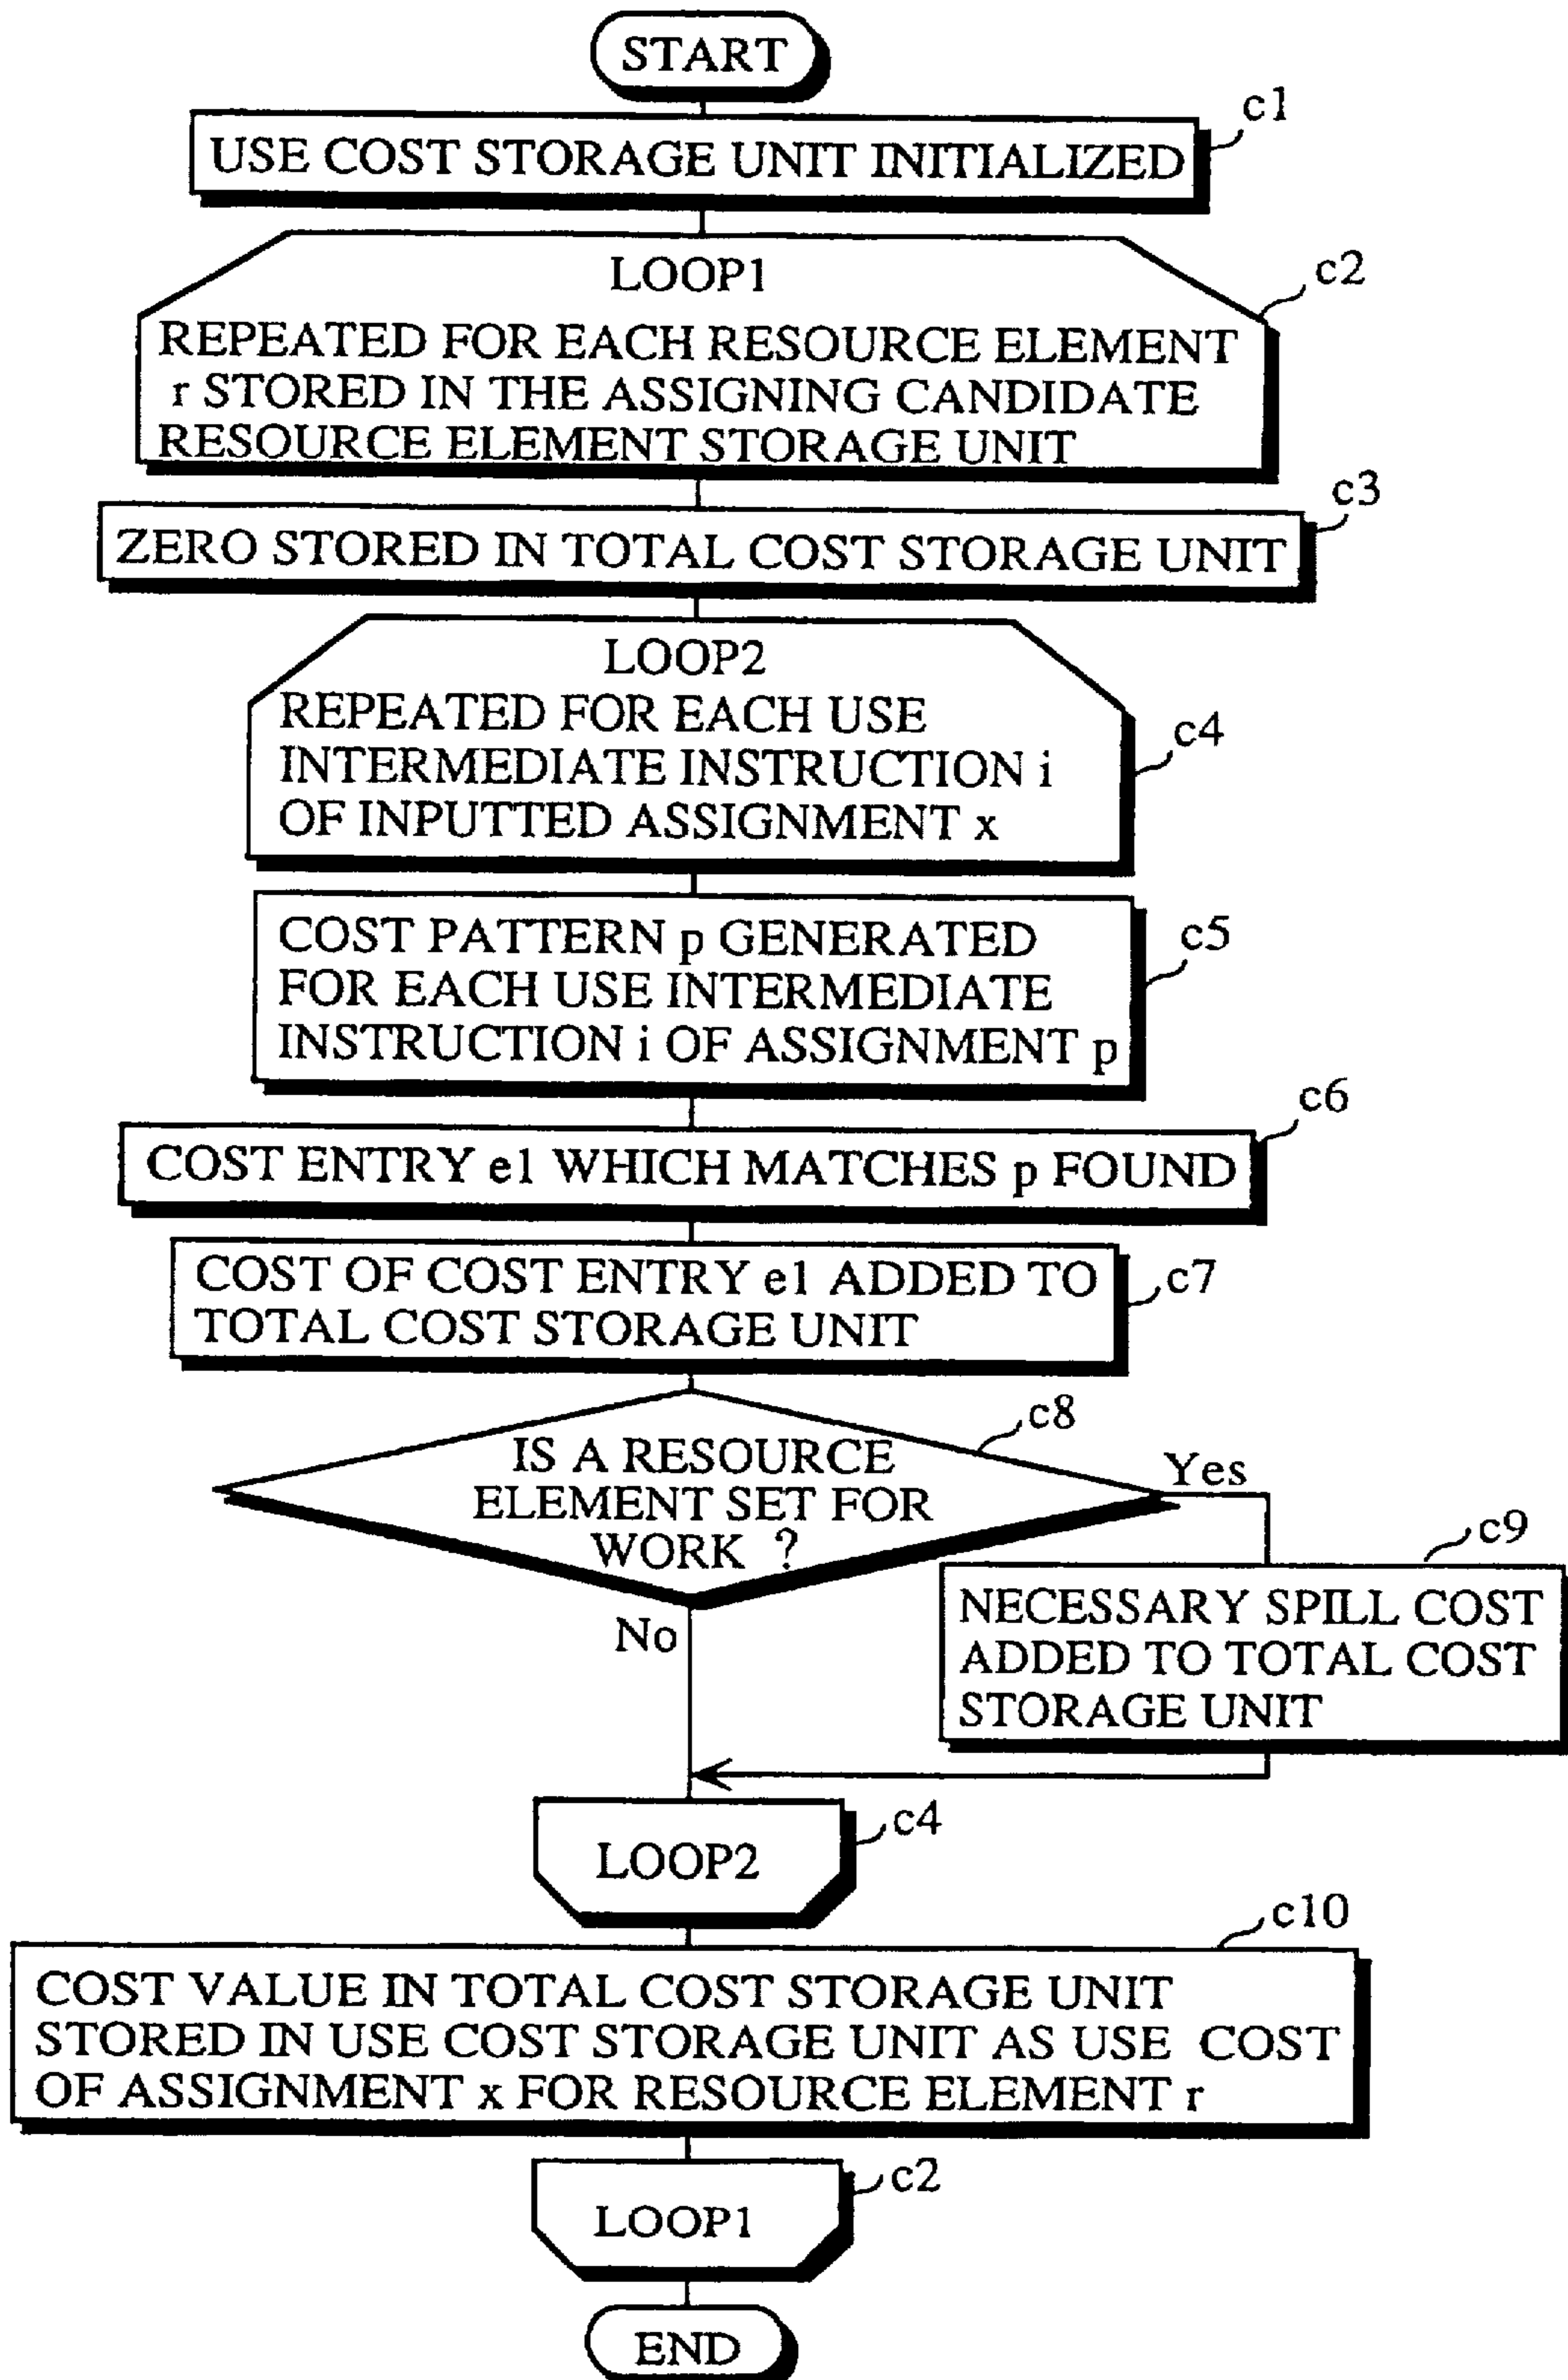 START
c1
USE COST STORAGE UNIT INITIALIZED
c2
LOOP1
REPEATED FOR EACH RESOURCE ELEMENT
r STORED IN THE ASSIGNING CANDIDATE
RESOURCE ELEMENT STORAGE UNIT
c3
ZERO STORED IN TOTAL COST STORAGE UNIT
LOOP2
REPEATED FOR EACH USE
INTERMEDIATE INSTRUCTION i
OF INPUTTED ASSIGNMENT x
c4
COST PATTERN p GENERATED
FOR EACH USE INTERMEDIATE
INSTRUCTION i OF ASSIGNMENT p
c5
c6
COST ENTRY e1 WHICH MATCHES p FOUND
COST OF COST ENTRY e1 ADDED TO
TOTAL COST STORAGE UNIT
c7
c8
IS A RESOURCE
ELEMENT SET FOR
WORK ?
Yes
c9
NECESSARY SPILL COST
ADDED TO TOTAL COST
STORAGE UNIT
No
c4
LOOP2
c10
COST VALUE IN TOTAL COST STORAGE UNIT
STORED IN USE COST STORAGE UNIT AS USE COST
OF ASSIGNMENT x FOR RESOURCE ELEMENT r
c2
LOOP1
END